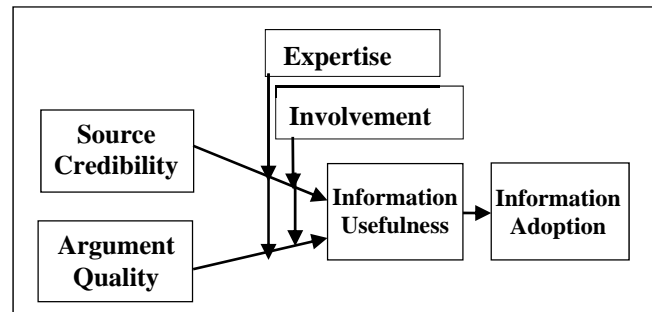 Expertise
Involvement
Source
Credibility
Information
Usefulness
Information
Adoption
Argument
Quality